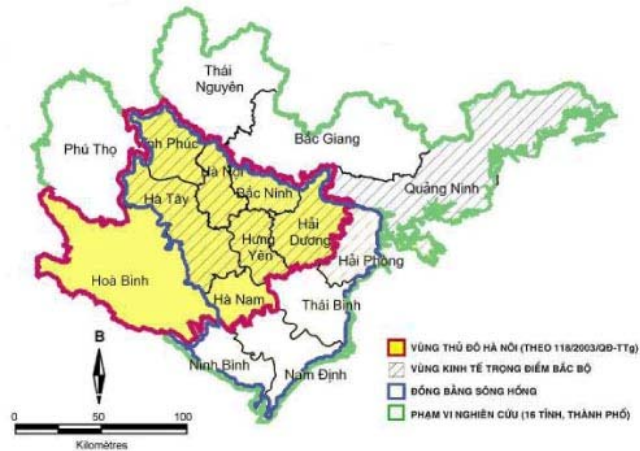 Thái
Nguyên
Bắc Giang
Phú Thọ
Vĩnh Phúc
Hà Nội
Quảng Ninh
Hà Tây
Bắc Ninh
Hải
Dương
Hưng
Yên
Hải Phòng
Hoà Bình
Hà Nam
Thái Bình
Ninh Bình
Nam Định
B
0 50 100
Kilomètres
VÙNG THỦ ĐÔ HÀ NÔI (THEO 118/2003/QĐ-TTg)
VÙNG KINH TẾ TRỌNG ĐIỂM BẮC BỘ
ĐỒNG BẰNG SÔNG HỒNG
PHẠM VI NGHIÊN CỨU (16 TỈNH, THÀNH PHỐ)